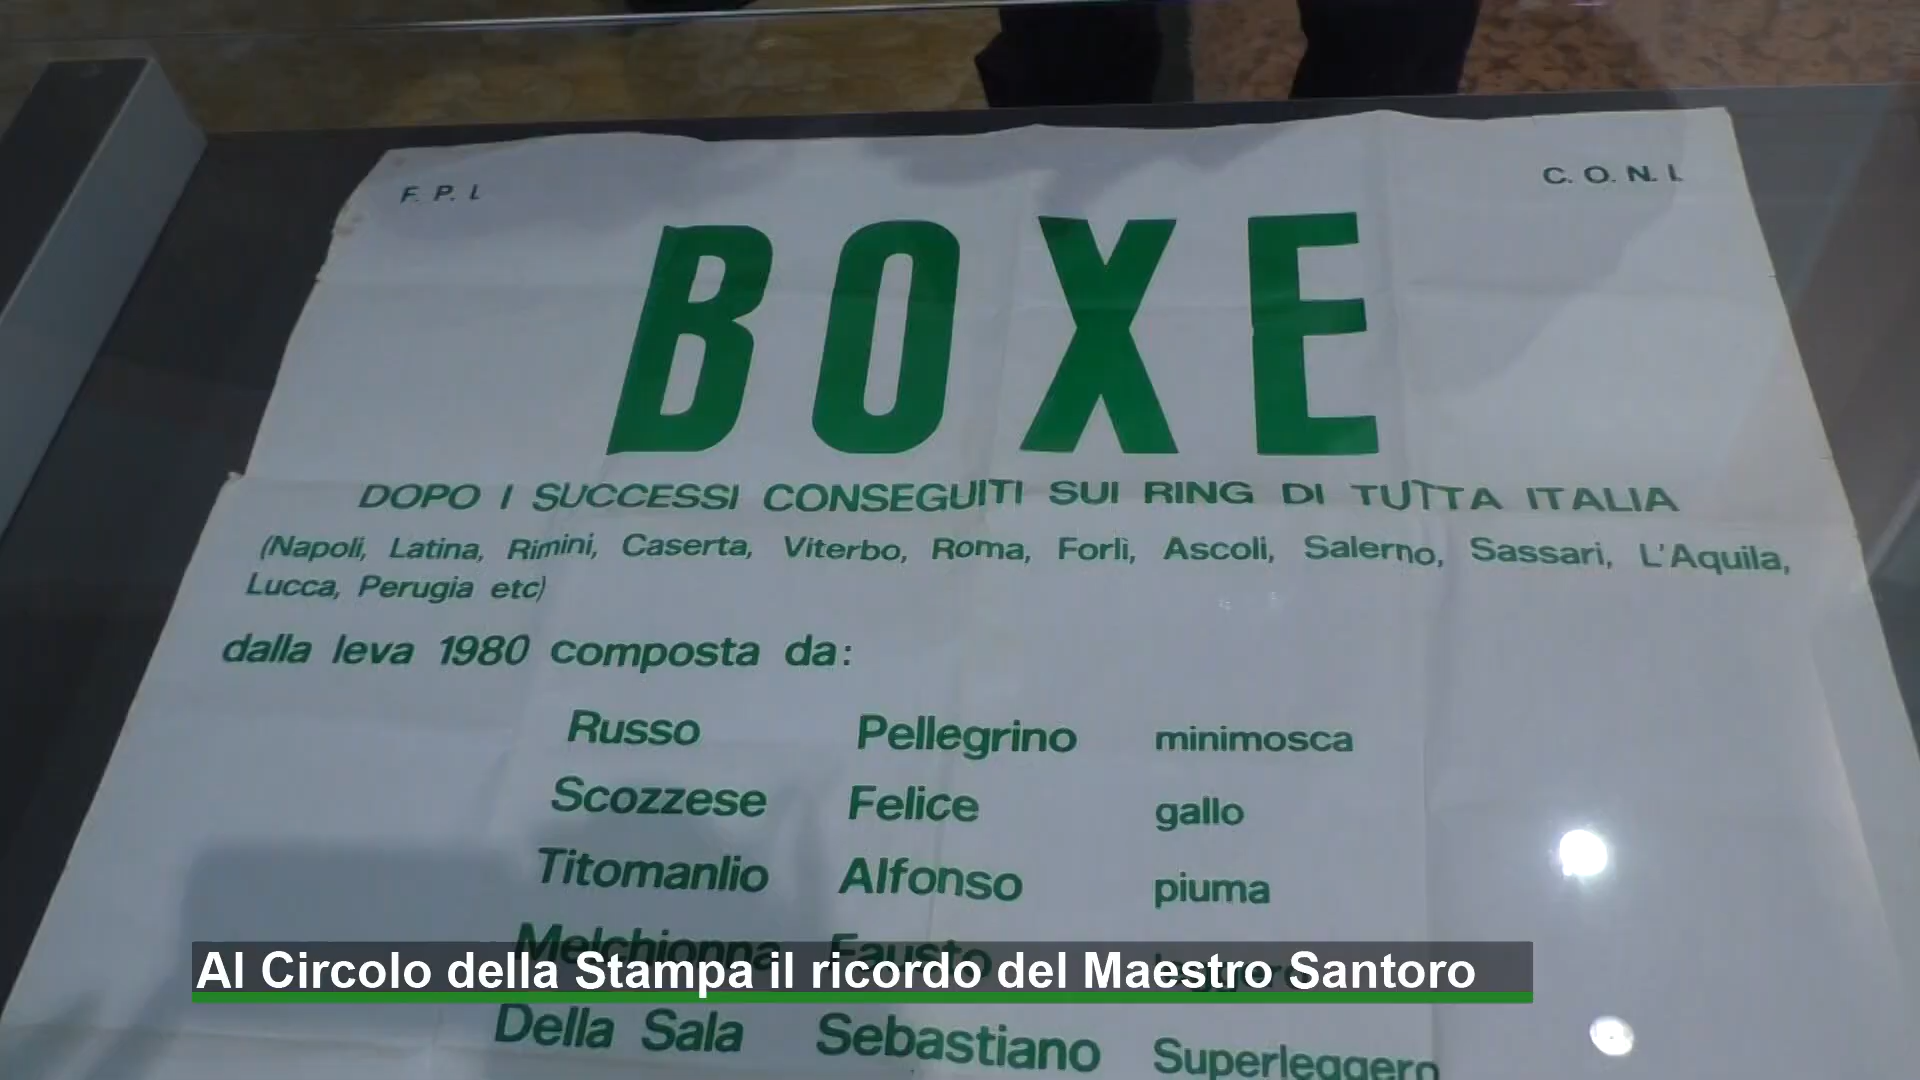 F. P. I.
C. O. N. I.
BOXE
DOPO I SUCCESSI CONSEGUITI SUI RING DI TUTTA ITALIA
(Napoli, Latina, Rimini, Caserta, Viterbo, Roma, Forlì, Ascoli, Salerno, Sassari, L'Aquila,
Lucca, Perugia etc)
dalla leva 1980 composta da:
Russo Pellegrino minimosca
Scozzese Felice gallo
Titomanlio Alfonso piuma
Melchionna Fausto
Al Circolo della Stampa il ricordo del Maestro Santoro
Della Sala Sebastiano Superleggero